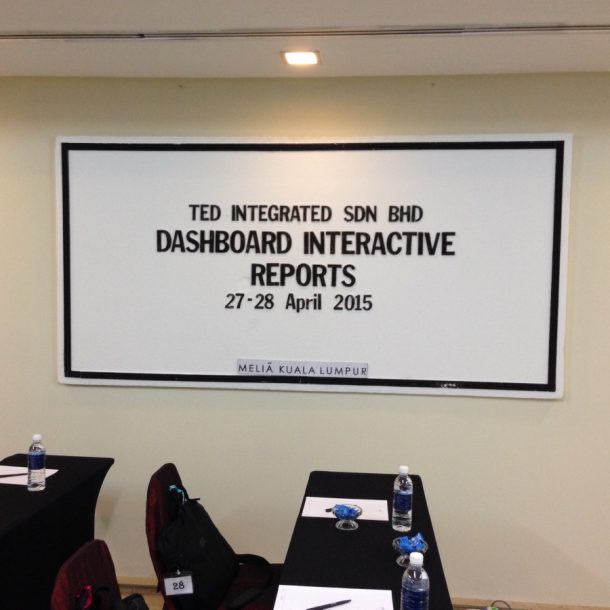 TED INTEGRATED SDN BHD
DASHBOARD INTERACTIVE
REPORTS
27-28 April 2015
MELIÃ KUALA LUMPUR
28